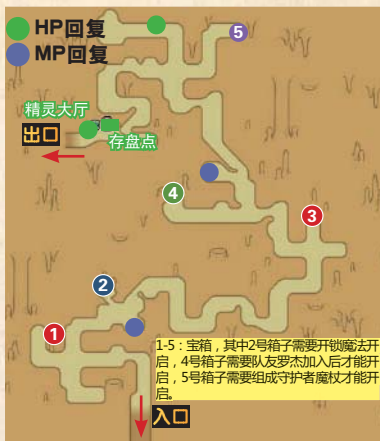 HP回复
MP回复
5
精灵大厅
出口
存盘点
4
3
2
1
1-5：宝箱，其中2号箱子需要开锁魔法开
启，4号箱子需要队友罗杰加入后才能开
启，5号箱子需要组成守护者魔杖才能开
启。
入口